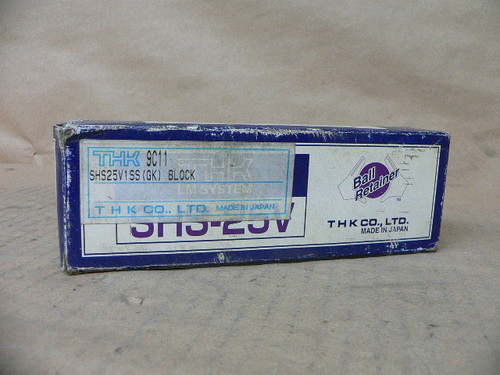 THK 9C11
SHS25V1SS(GK) BLOCK
THK
LM SYSTEM
THK CO., LTD. MADE IN JAPAN
SHS-25V
Ball
Retainer
THK CO., LTD.
MADE IN JAPAN